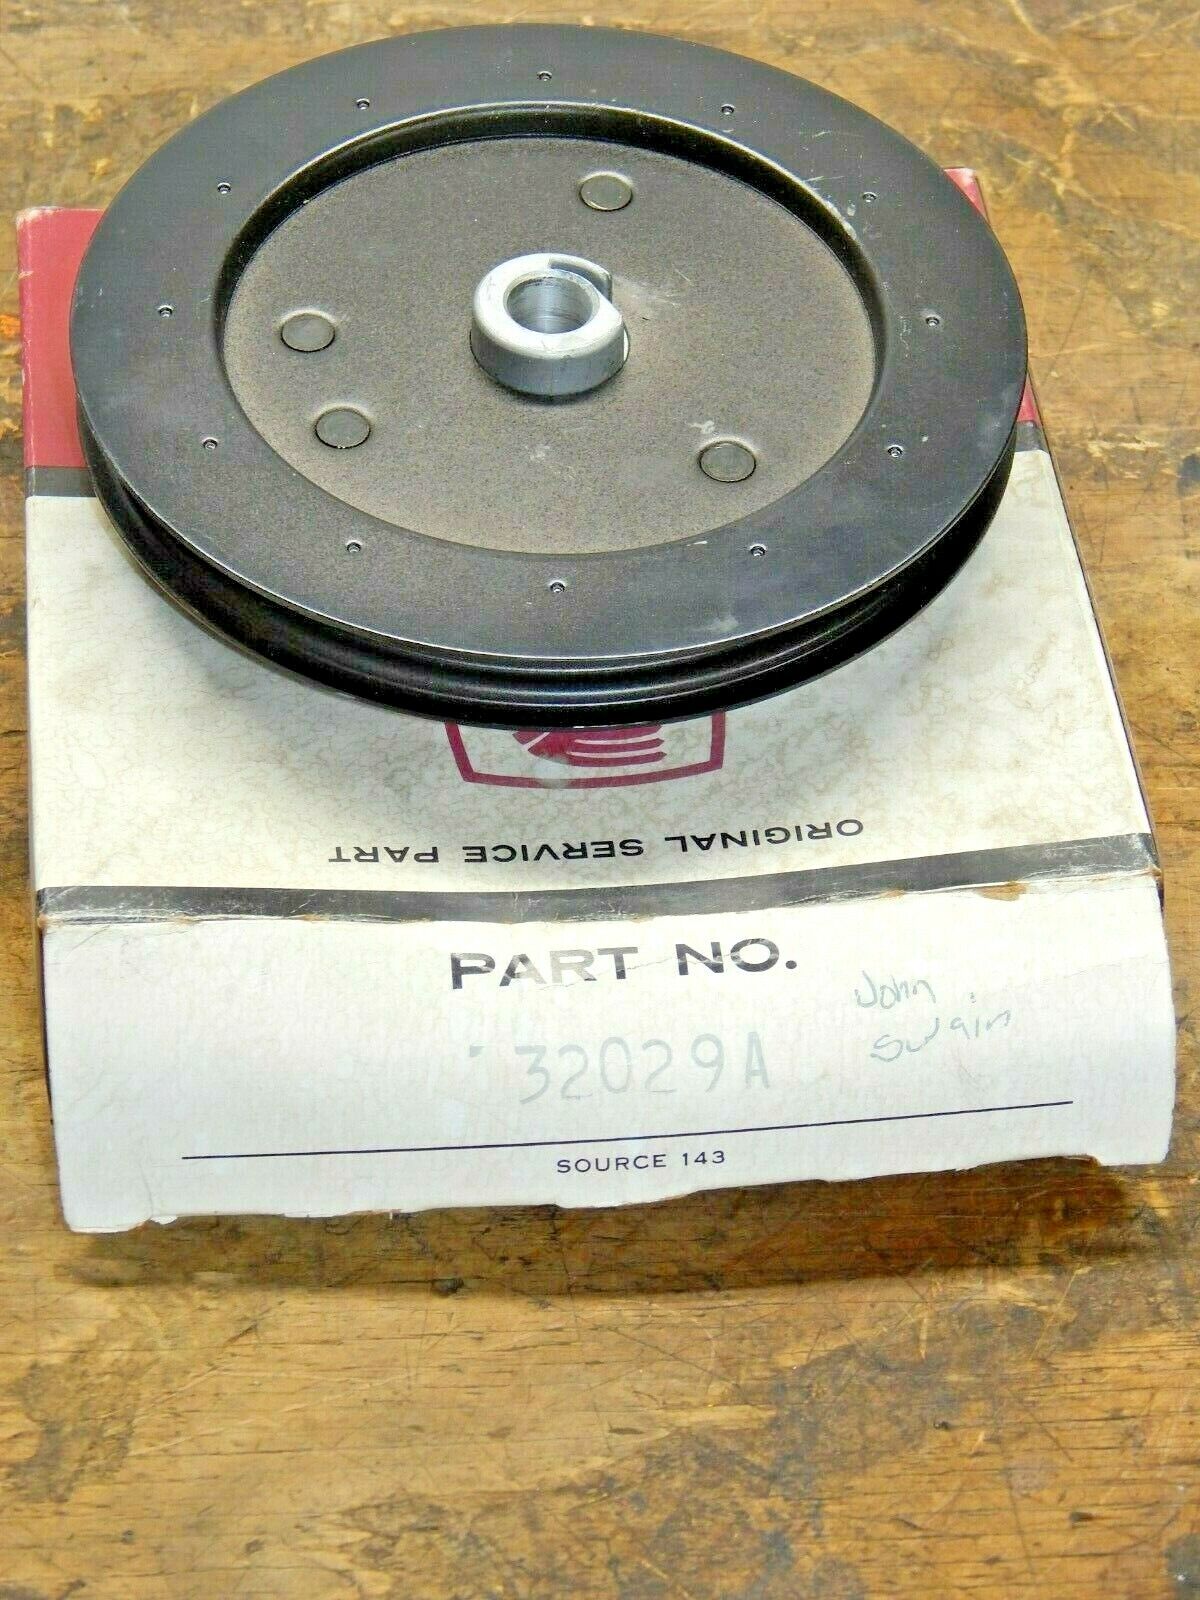 ORIGINAL SERVICE PART
PART NO.
32029A
John
Swain
SOURCE 143